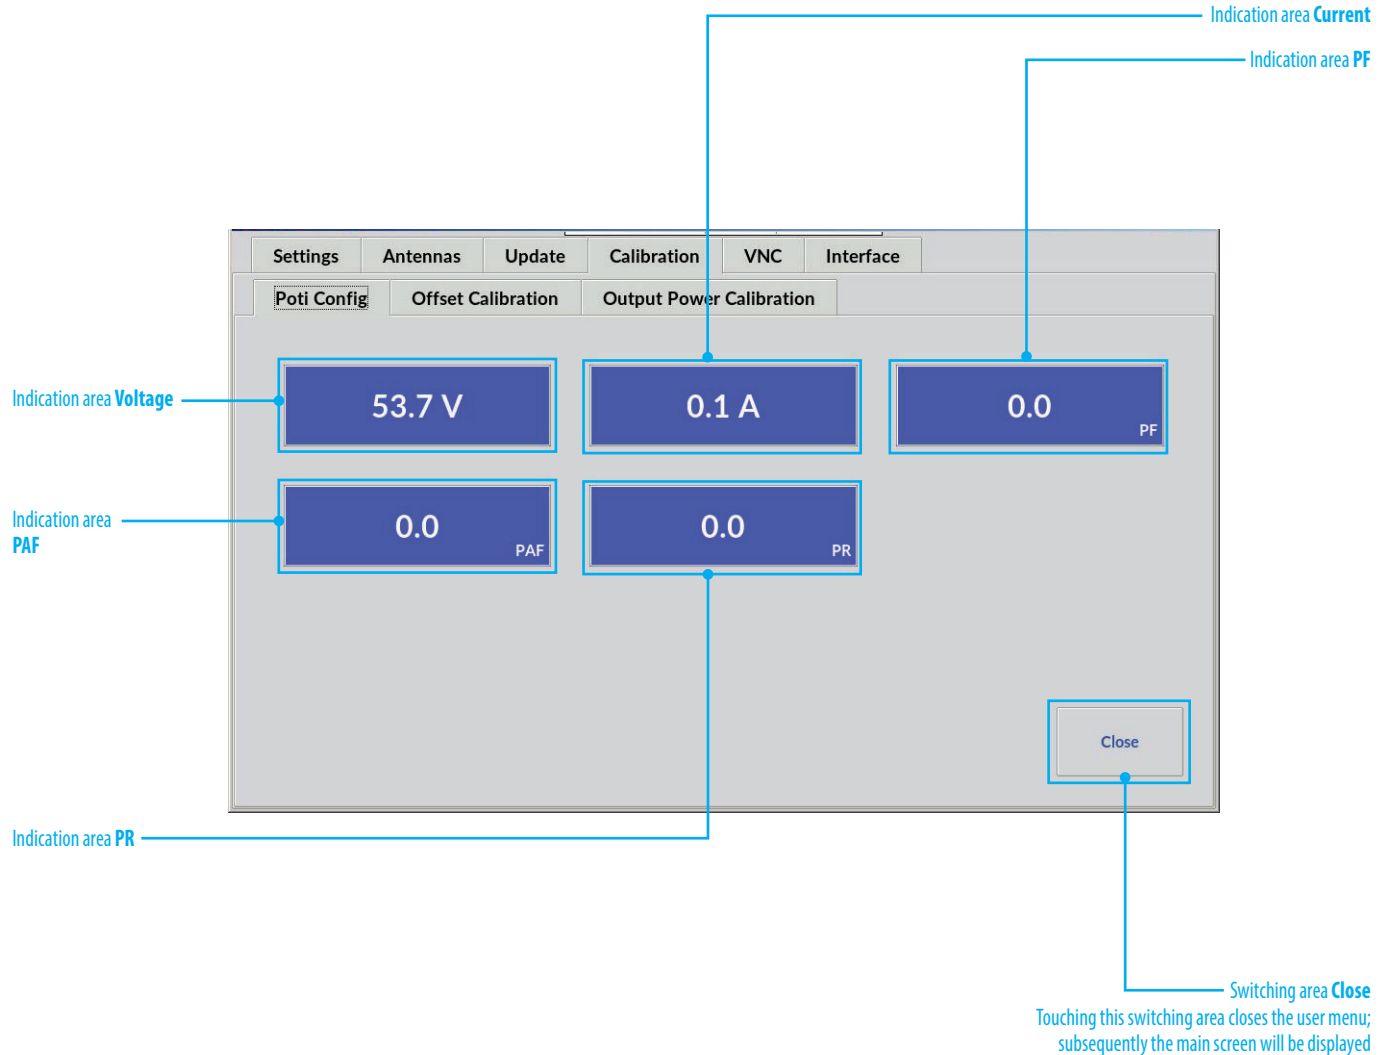 Indication area Current
Indication area PF
Settings Antennas Update Calibration VNC Interface
Poti Config Offset Calibration Output Power Calibration
Indication area Voltage
53.7 V
0.1 A
0.0
PF
Indication area
PAF
0.0
PAF
0.0
PR
Close
Indication area PR
Switching area Close
Touching this switching area closes the user menu;
subsequently the main screen will be displayed